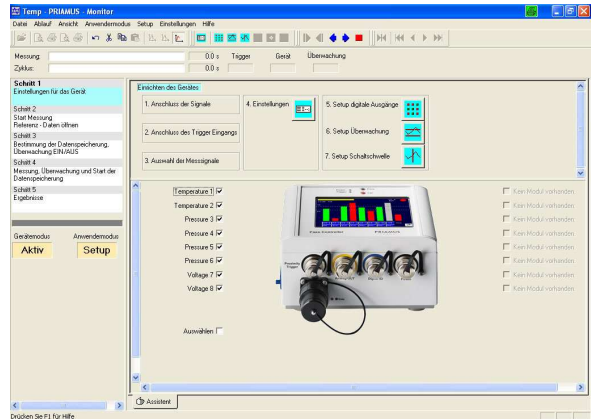 Temp - PRIAMUS - Monitor
Datei Ablauf Ansicht Anwendermodus Setup Einstellungen Hilfe
Messung: 0.0 s Trigger Gerät Überwachung
Zyklus: 0.0 s
Schritt 1
Einstellungen für das Gerät
Schritt 2
Start Messung
Referenz - Daten öffnen
Schritt 3
Bestimmung der Datenspeicherung,
Überwachung EIN/AUS
Schritt 4
Messung, Überwachung und Start der
Datenspeicherung
Schritt 5
Ergebnisse
Gerätemodus Anwendemodus
Aktiv Setup
Einrichten des Gerätes
1. Anschluss der Signale
2. Anschluss des Trigger Eingangs
3. Auswahl der Messsignale
4. Einstellungen
5. Setup digitale Ausgänge
6. Setup Überwachung
7. Setup Schaltschwelle
Temperature 1
Temperature 2
Pressure 3
Pressure 4
Pressure 5
Pressure 6
Voltage 7
Voltage 8
Auswählen
PRIAMUS
Kein Modul vorhanden
Kein Modul vorhanden
Kein Modul vorhanden
Kein Modul vorhanden
Kein Modul vorhanden
Kein Modul vorhanden
Kein Modul vorhanden
Kein Modul vorhanden
Assistent
Drücken Sie F1 für Hilfe